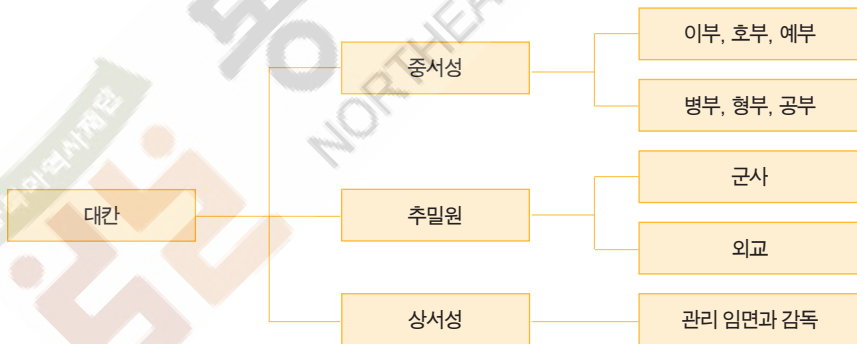 이부, 호부, 예부
중서성
병부, 형부, 공부
군사
대칸
추밀원
외교
상서성
관리 임면과 감독
NORTHEA